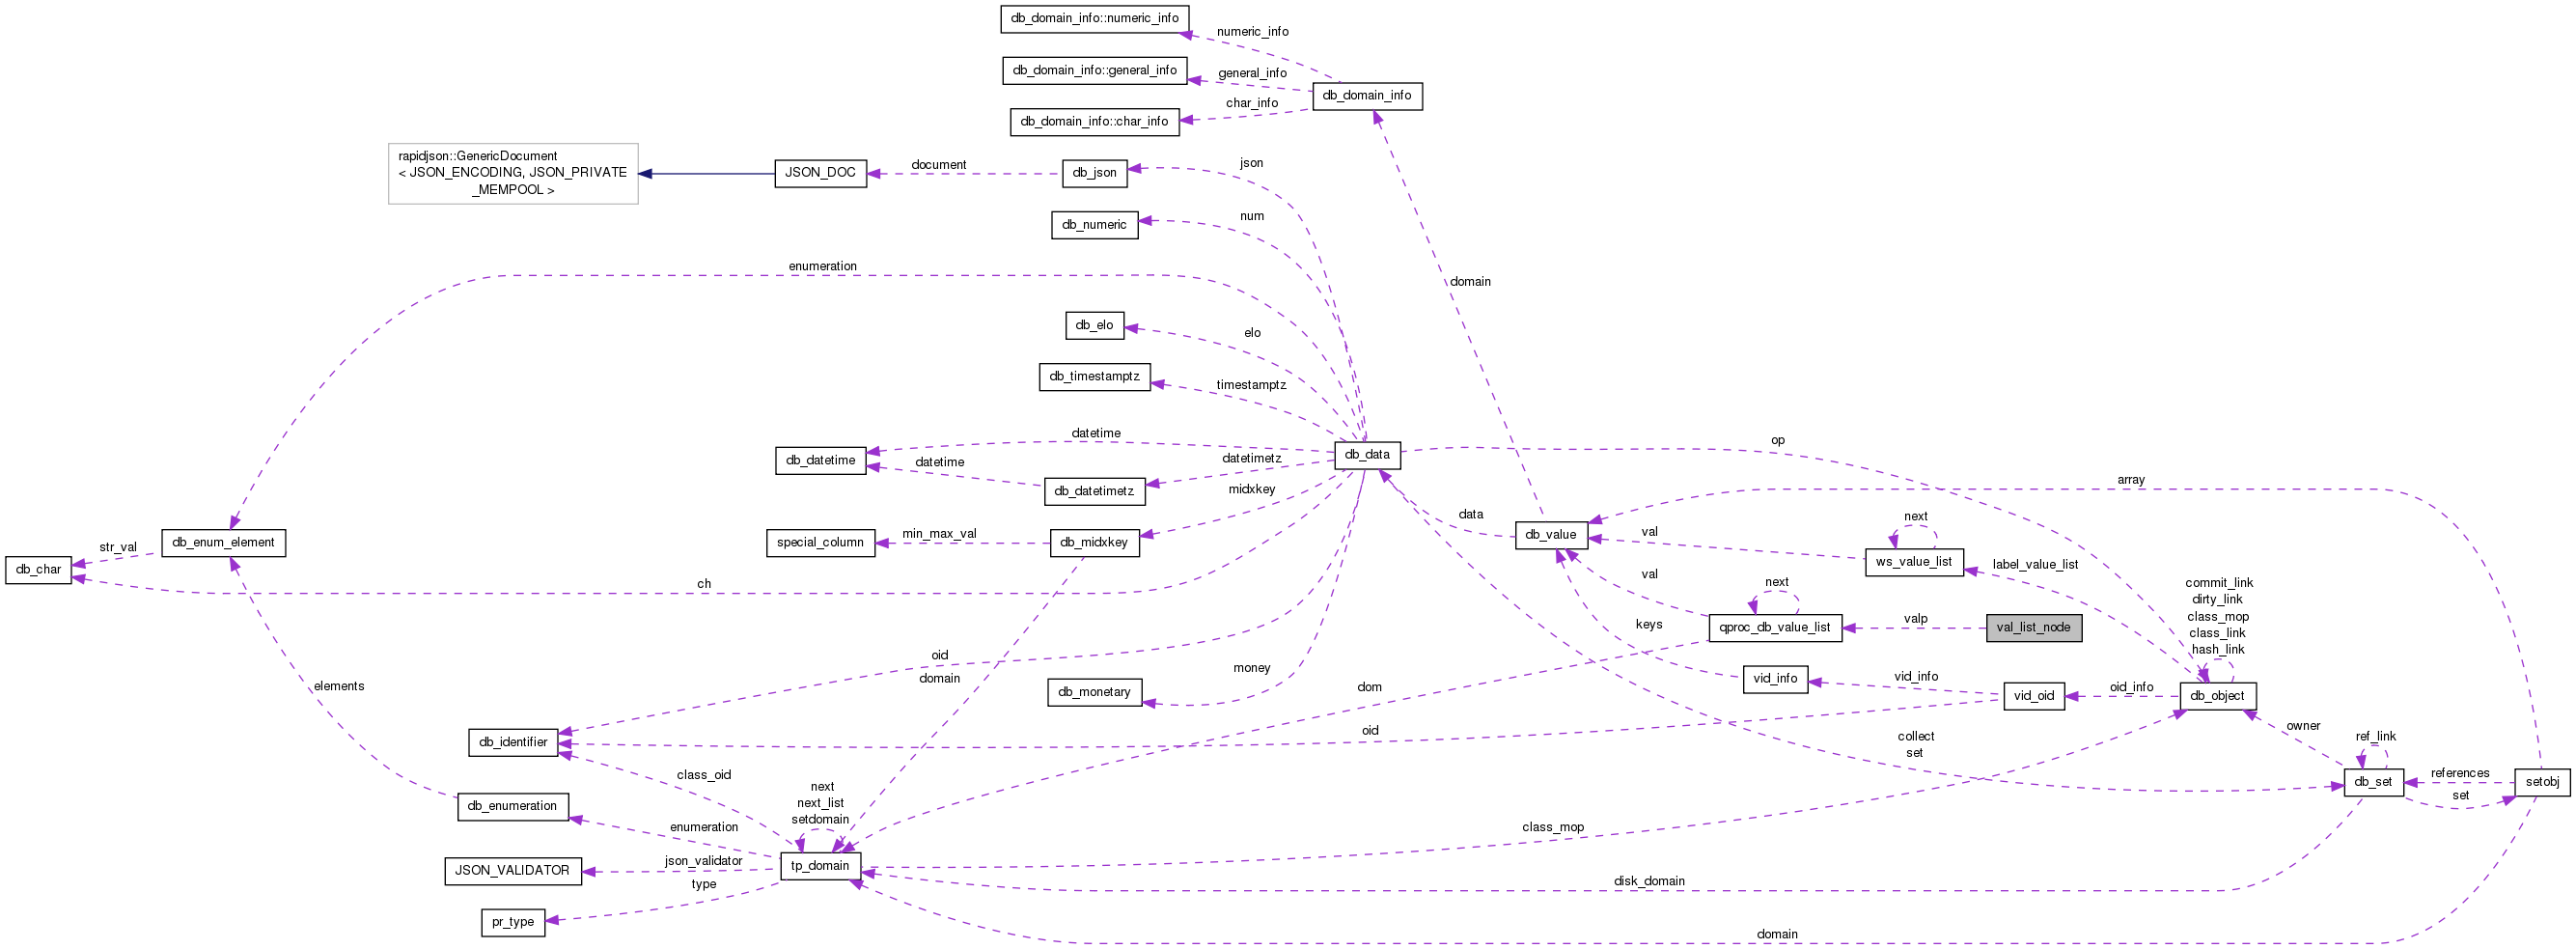 db_domain_info::numeric_info
numeric_info
db_domain_info::general_info
general_info
db_domain_info
char_info
db_domain_info::char_info
rapidjson::GenericDocument
< JSON_ENCODING, JSON_PRIVATE
_MEMPOOL >
JSON_DOC
document
db_json
json
db_numeric
num
enumeration
domain
db_elo
elo
db_timestamptz
timestamptz
datetime
db_datetime
datetime
db_datetimetz
datetimetz
db_data
op
array
midxkey
data
db_value
val
next
ws_value_list
label_value_list
special_column
min_max_val
db_midxkey
db_enum_element
str_val
db_char
ch
val
next
qproc_db_value_list
valp
val_list_node
keys
commit_link
dirty_link
class_mop
class_link
hash_link
oid
domain
money
db_monetary
dom
vid_info
vid_info
vid_oid
oid_info
db_object
elements
db_identifier
oid
collect
set
owner
ref_link
db_set
references
set
setobj
class_oid
next
next_list
setdomain
db_enumeration
enumeration
class_mop
JSON_VALIDATOR
json_validator
tp_domain
type
disk_domain
pr_type
domain